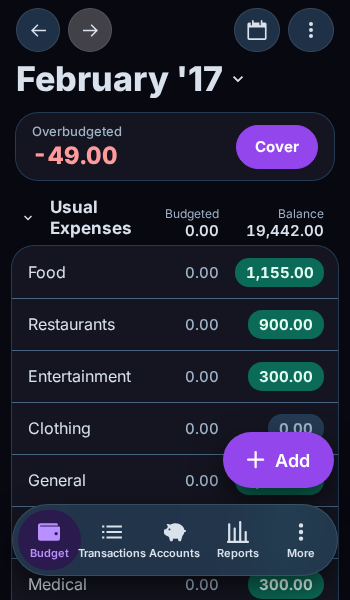 February '17
Overbudgeted
-49.00
Cover
Usual Expenses
Budgeted
0.00
Balance
19,442.00
Food 0.00 1,155.00
Restaurants 0.00 900.00
Entertainment 0.00 300.00
Clothing 0.00 0.00
General 0.00
Add
Budget Transactions Accounts Reports More
Medical 0.00 300.00